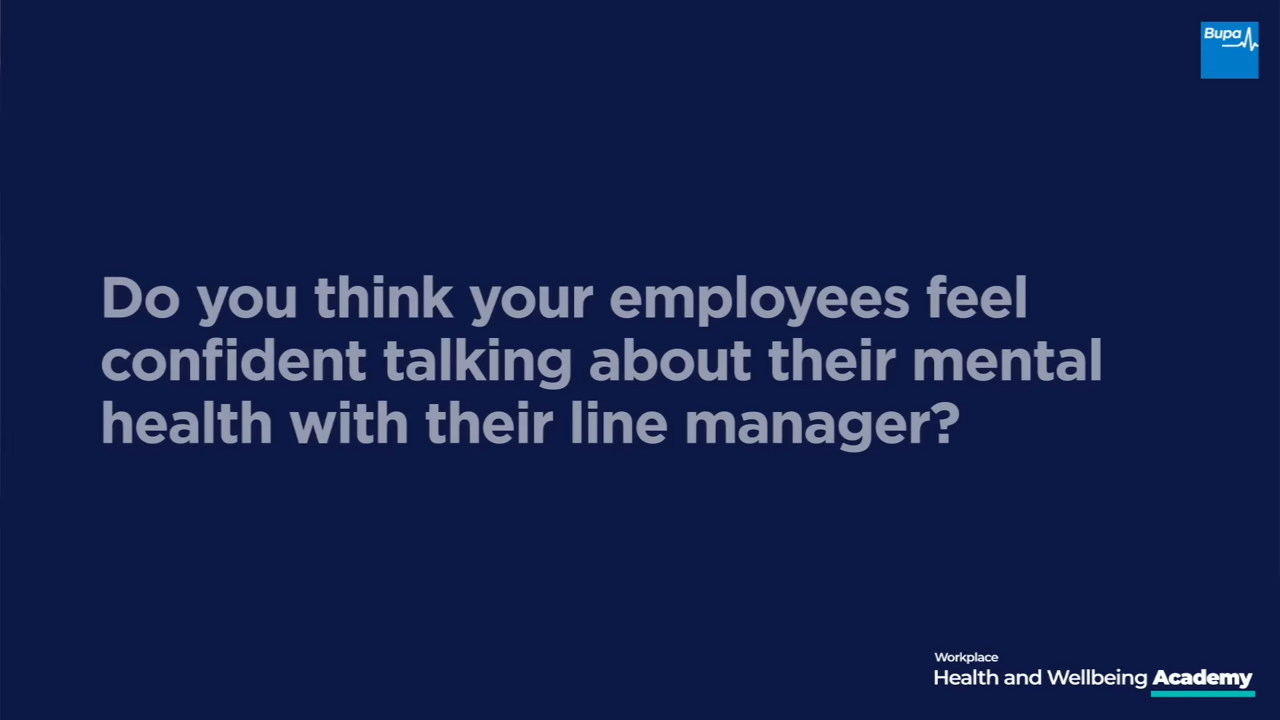 Bupa
Do you think your employees feel
confident talking about their mental
health with their line manager?
Workplace
Health and Wellbeing Academy